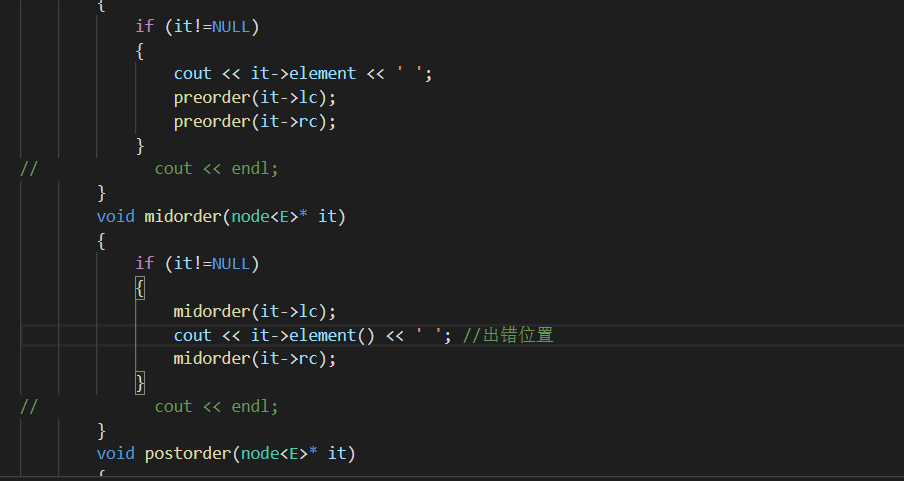 {
if (it!=NULL)
{
cout << it->element << ' ';
preorder(it->lc);
preorder(it->rc);
}
// cout << endl;
}
void midorder(node<E>* it)
{
if (it!=NULL)
{
midorder(it->lc);
cout << it->element() << ' '; //出错位置
midorder(it->rc);
}
// cout << endl;
}
void postorder(node<E>* it)
{